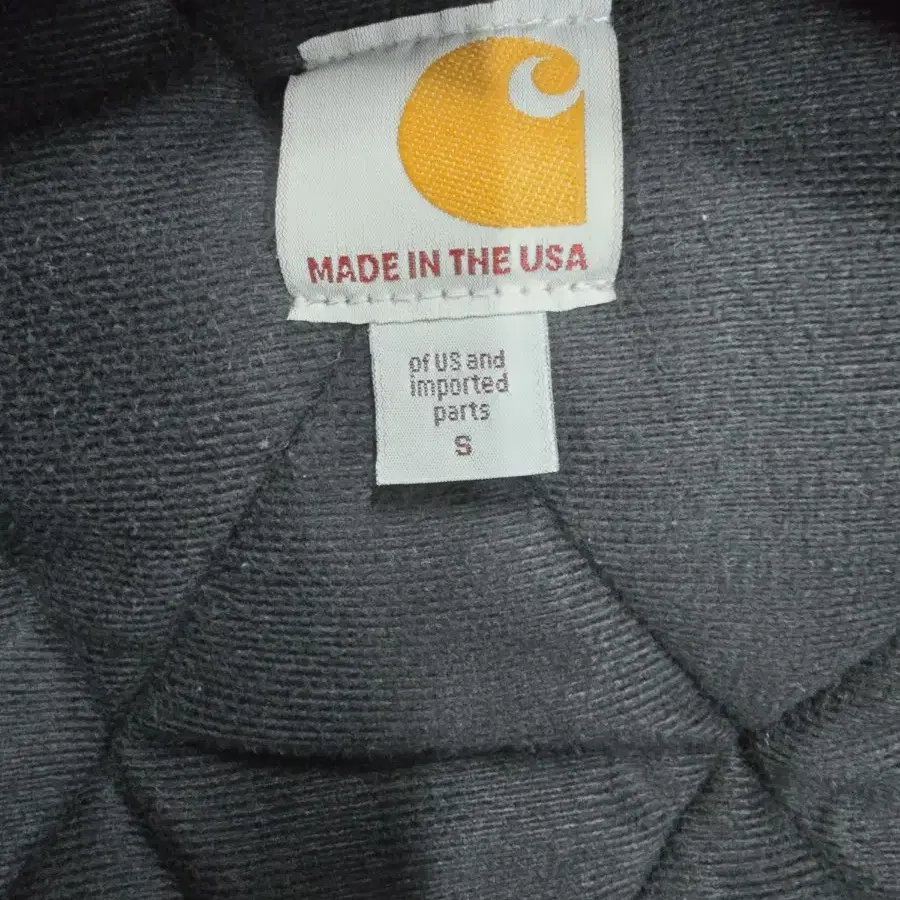 MADE IN THE USA
of US and
imported
parts
S